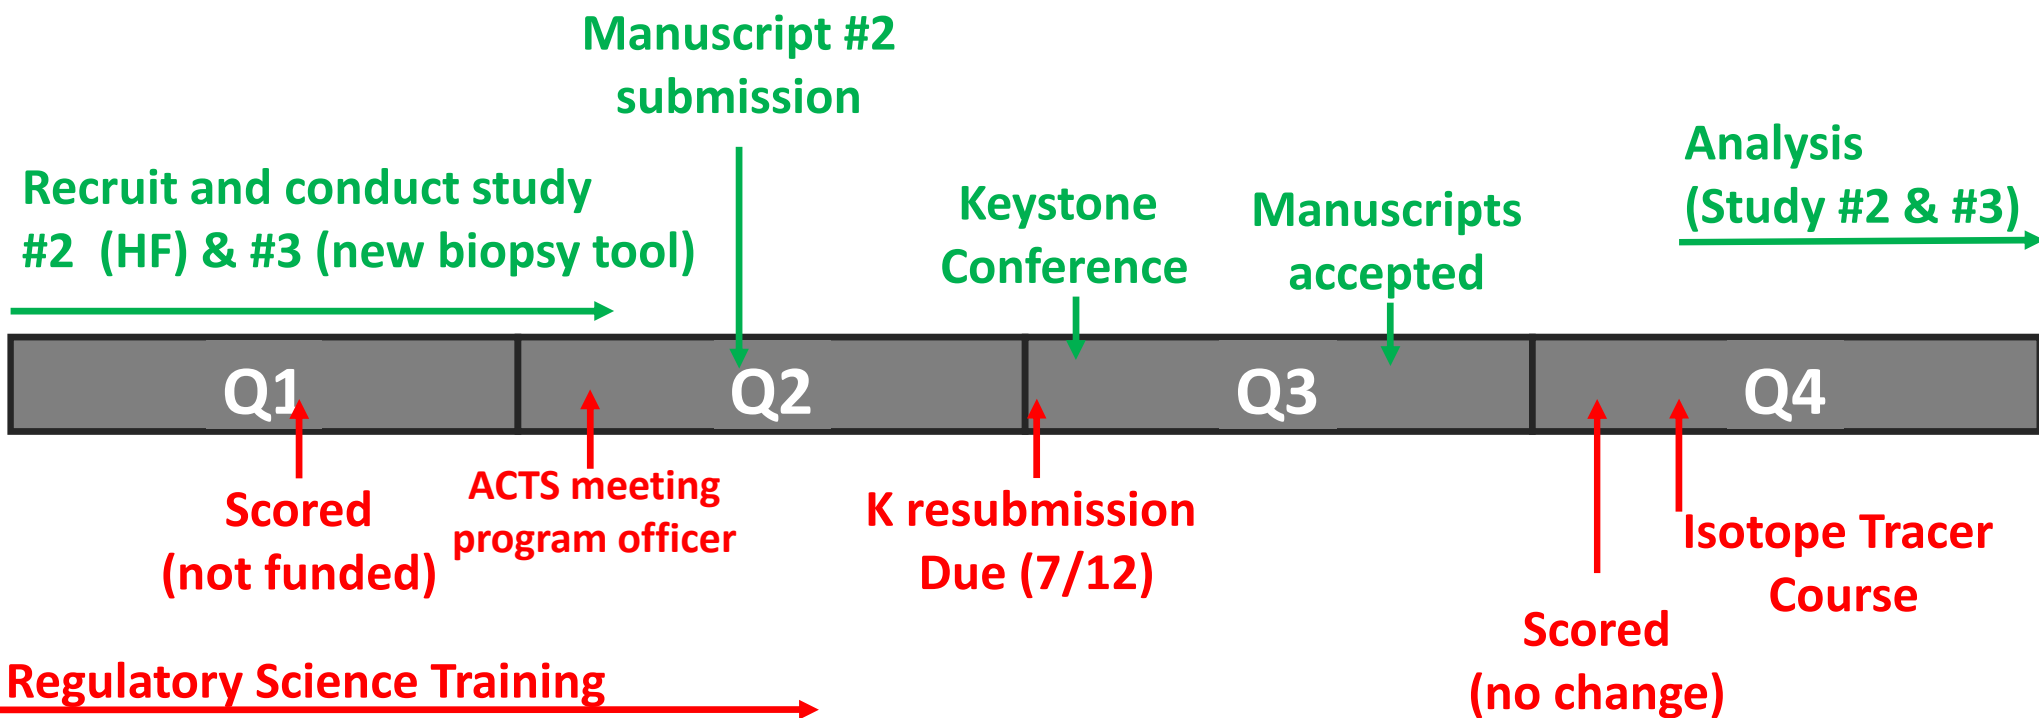 Manuscript #2
submission
Recruit and conduct study
#2 (HF) & #3 (new biopsy tool)
Keystone
Conference
Manuscripts
accepted
Analysis
(Study #2 & #3)
Q1
Q2
Q3
Q4
Scored
(not funded)
ACTS meeting
program officer
K resubmission
Due (7/12)
Isotope Tracer
Course
Scored
(no change)
Regulatory Science Training